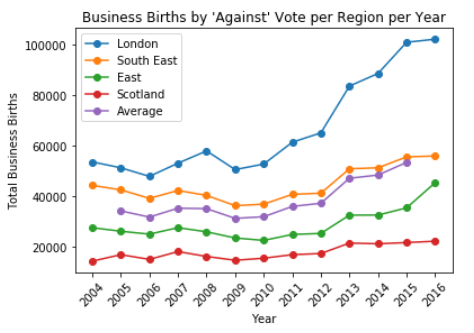 Business Births by 'Against' Vote per Region per Year
London
South East
East
Scotland
Average
Total Business Births
100000
80000
60000
40000
20000
2004
2005
2006
2007
2008
2009
2010
2011
2012
2013
2014
2015
2016
Year